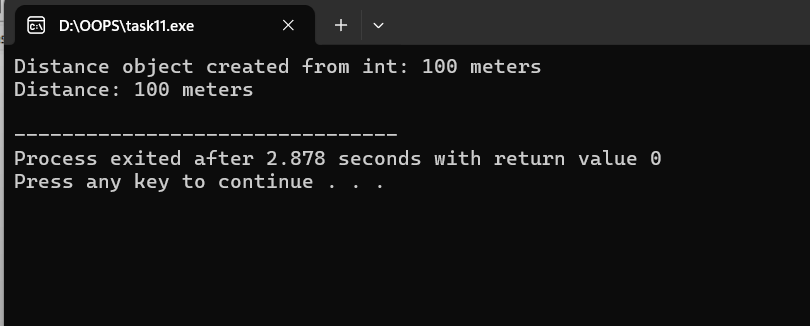 D:\OOPS\task11.exe
Distance object created from int: 100 meters
Distance: 100 meters
--------------------------------
Process exited after 2.878 seconds with return value 0
Press any key to continue . . .